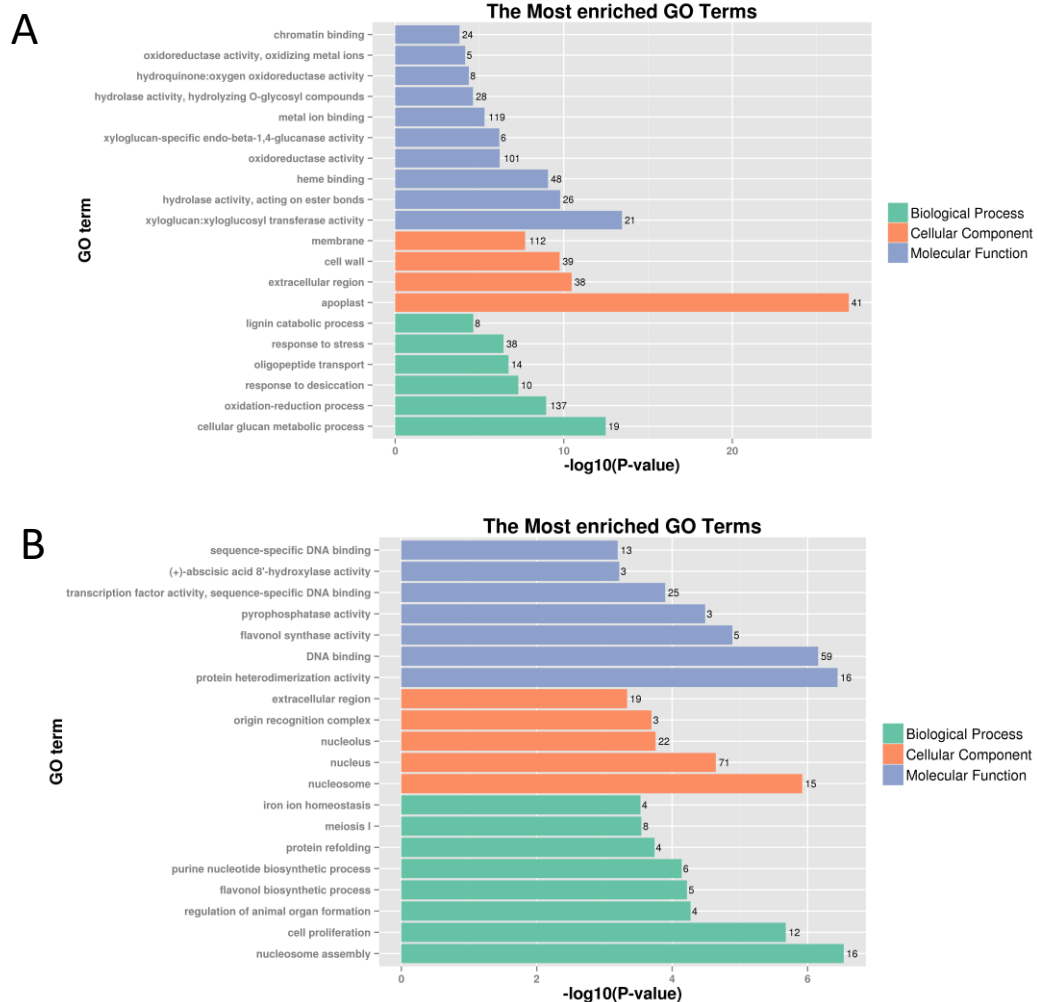 A
The Most enriched GO Terms
chromatin binding 24
oxidoreductase activity, oxidizing metal ions 5
hydroquinone:oxygen oxidoreductase activity 8
hydrolase activity, hydrolyzing O-glycosyl compounds 28
metal ion binding 119
xyloglucan-specific endo-beta-1,4-glucanase activity 6
oxidoreductase activity 101
heme binding 48
hydrolase activity, acting on ester bonds 26
xyloglucan:xyloglucosyl transferase activity 21
membrane 112
cell wall 39
extracellular region 38
apoplast 41
lignin catabolic process 8
response to stress 38
oligopeptide transport 14
response to desiccation 10
oxidation-reduction process 137
cellular glucan metabolic process 19
GO term
0 10 20
-log10(P-value)
Biological Process
Cellular Component
Molecular Function
B
The Most enriched GO Terms
sequence-specific DNA binding 13
(+)-abscisic acid 8'-hydroxylase activity 3
transcription factor activity, sequence-specific DNA binding 25
pyrophosphatase activity 3
flavonol synthase activity 5
DNA binding 59
protein heterodimerization activity 16
extracellular region 19
origin recognition complex 3
nucleolus 22
nucleus 71
nucleosome 15
iron ion homeostasis 4
meiosis I 8
protein refolding 4
purine nucleotide biosynthetic process 6
flavonol biosynthetic process 5
regulation of animal organ formation 4
cell proliferation 12
nucleosome assembly 16
GO term
0 2 4 6
-log10(P-value)
Biological Process
Cellular Component
Molecular Function